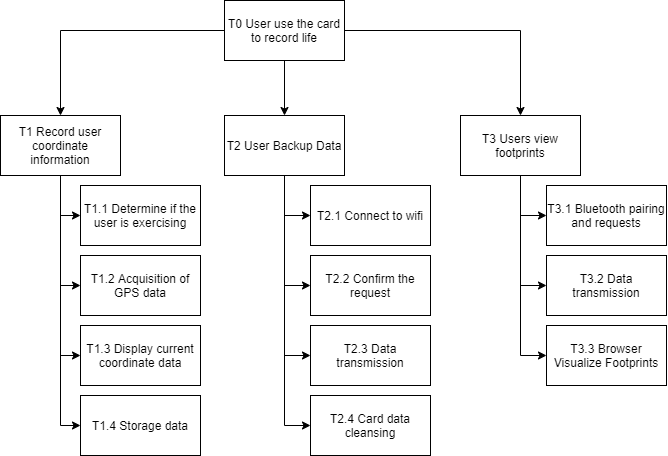 T0 User use the card
to record life
T1 Record user
coordinate
information
T2 User Backup Data
T3 Users view
footprints
T1.1 Determine if the
user is exercising
T2.1 Connect to wifi
T3.1 Bluetooth pairing
and requests
T1.2 Acquisition of
GPS data
T2.2 Confirm the
request
T3.2 Data
transmission
T1.3 Display current
coordinate data
T2.3 Data
transmission
T3.3 Browser
Visualize Footprints
T1.4 Storage data
T2.4 Card data
cleansing